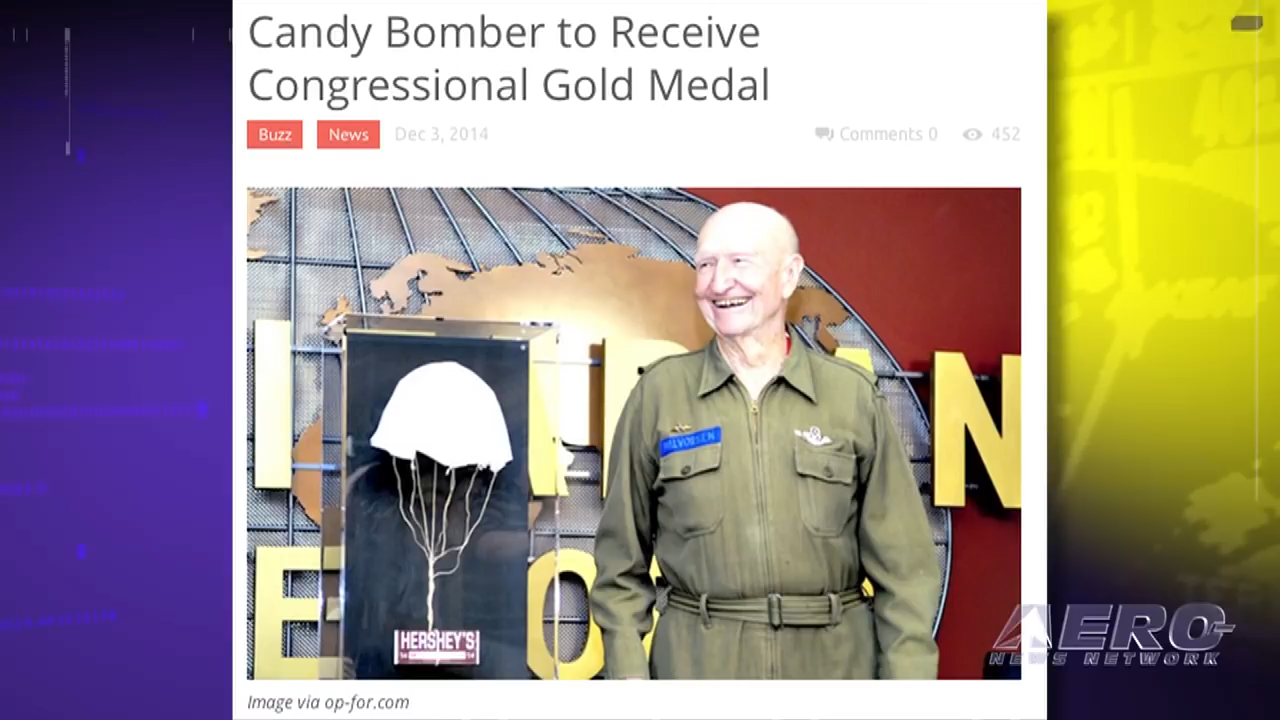 Candy Bomber to Receive
Congressional Gold Medal
Buzz News Dec 3, 2014 Comments 0 452
N
HALVORSEN
E O
HERSHEY'S
Image via op-for.com
AERO
NEWS NETWORK